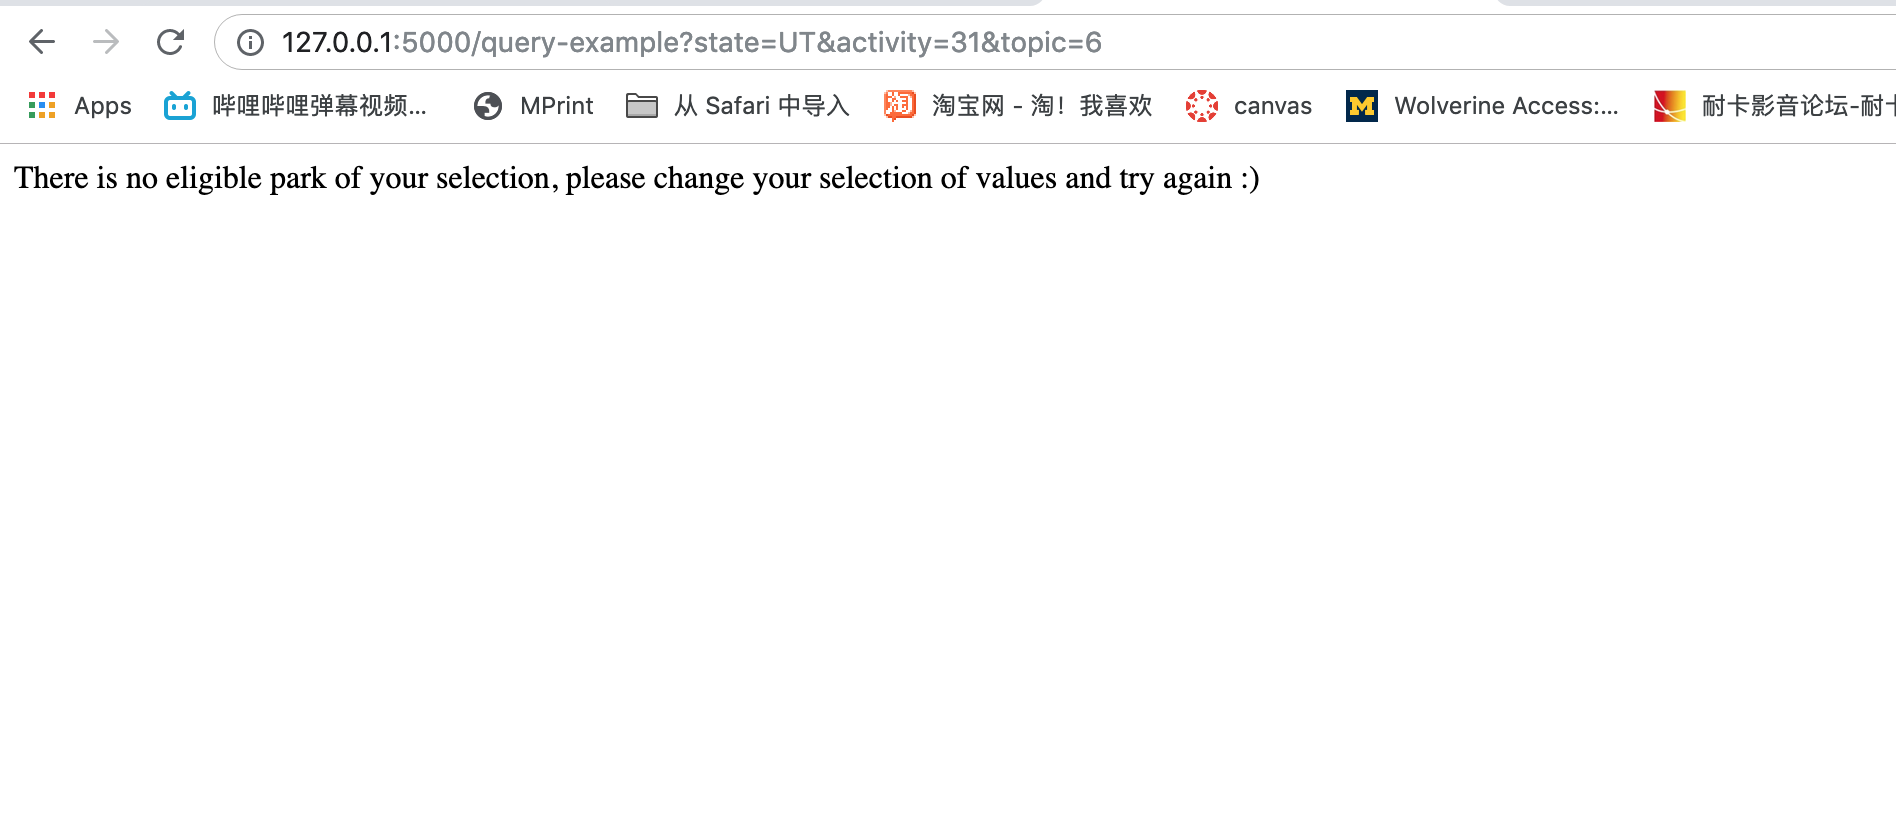 127.0.0.1:5000/query-example?state=UT&activity=31&topic=6
Apps 哔哩哔哩弹幕视频... MPrint 从 Safari 中导入 淘 淘宝网 - 淘！我喜欢 canvas M Wolverine Access:... 耐卡影音论坛-耐卡
There is no eligible park of your selection, please change your selection of values and try again :)